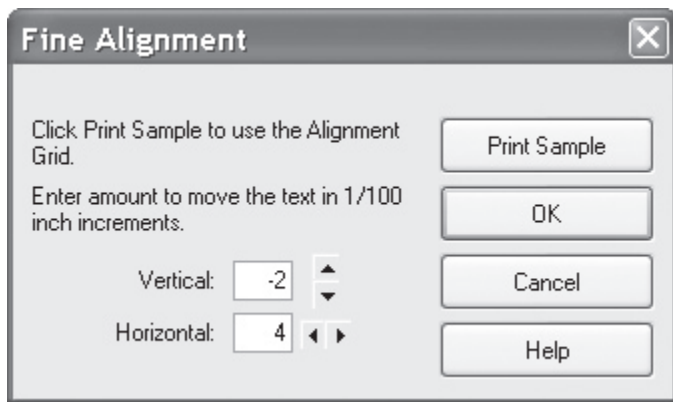 Fine Alignment
Click Print Sample to use the Alignment
Grid.
Enter amount to move the text in 1/100
inch increments.
Vertical: -2
Horizontal: 4
Print Sample
OK
Cancel
Help